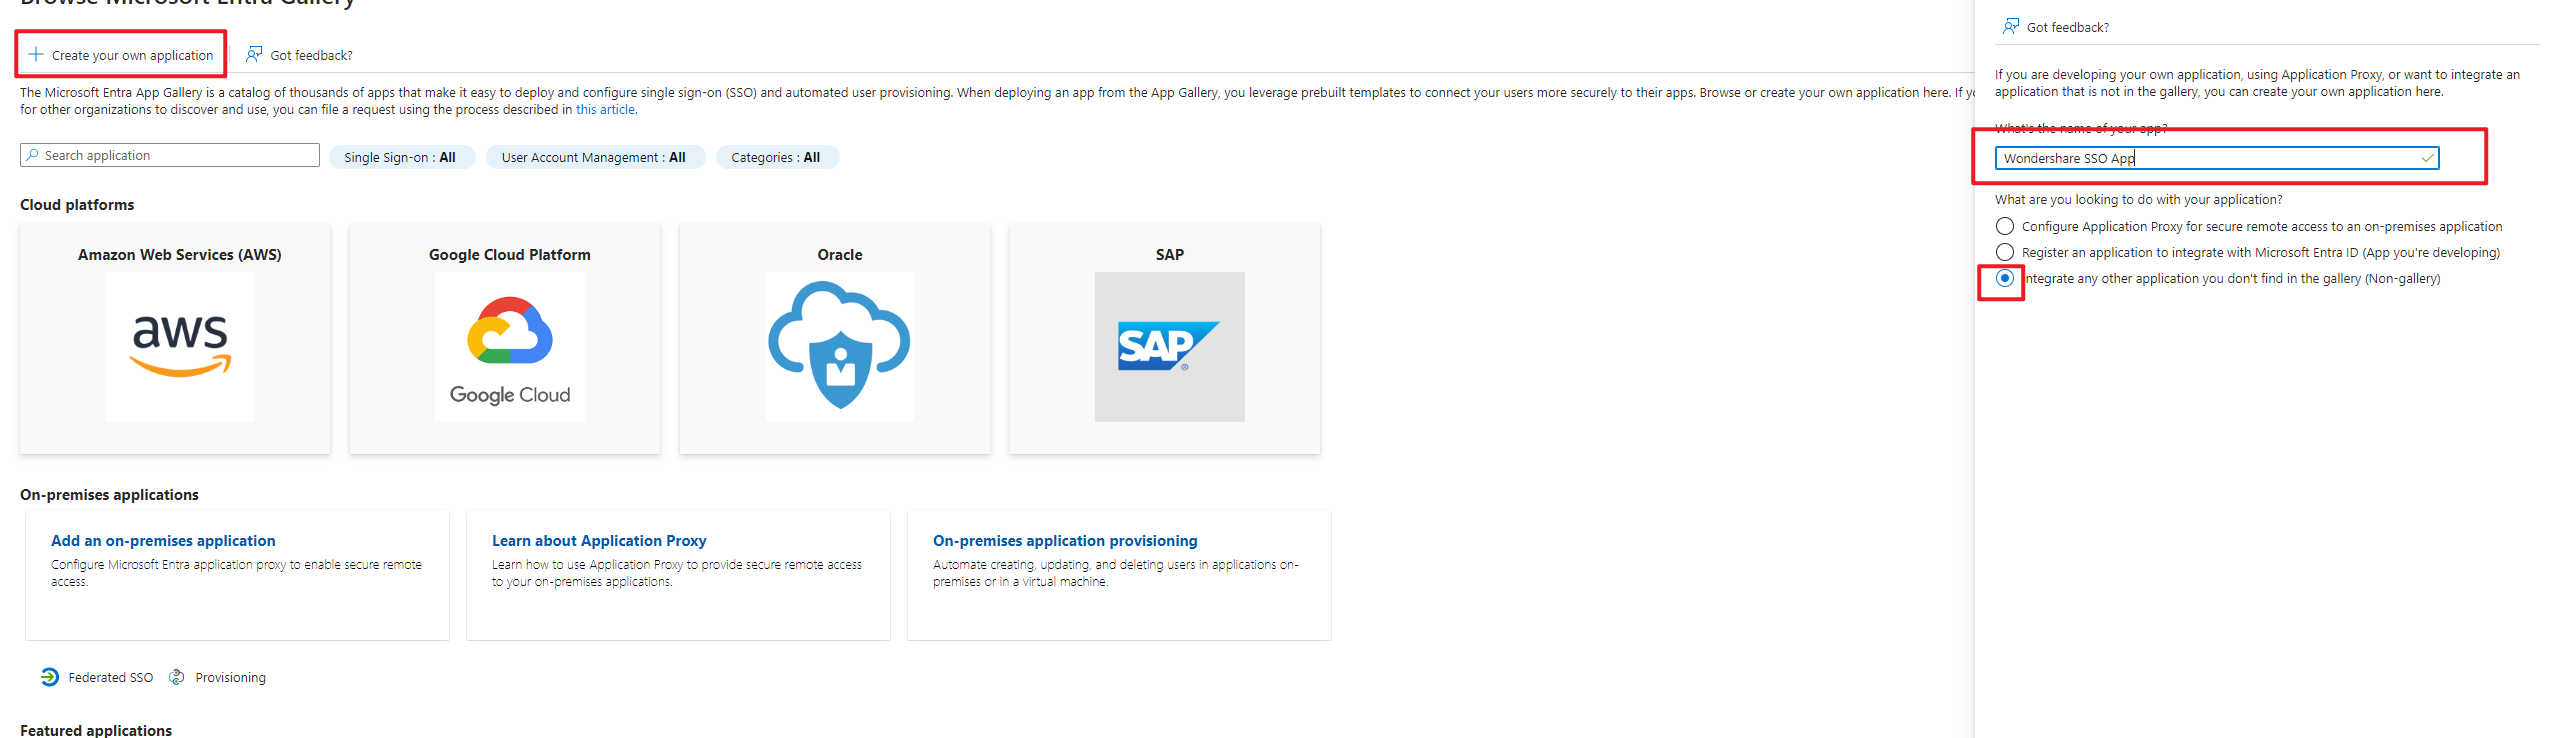 Browse Microsoft Entra Gallery
Create your own application
Got feedback?
The Microsoft Entra App Gallery is a catalog of thousands of apps that make it easy to deploy and configure single sign-on (SSO) and automated user provisioning. When deploying an app from the App Gallery, you leverage prebuilt templates to connect your users more securely to their apps. Browse or create your own application here. If
for other organizations to discover and use, you can file a request using the process described in this article.
Search application
Single Sign-on : All
User Account Management : All
Categories : All
Cloud platforms
Amazon Web Services (AWS)
aws
Google Cloud Platform
Google Cloud
Oracle
SAP
SAP
On-premises applications
Add an on-premises application
Configure Microsoft Entra application proxy to enable secure remote
access.
Learn about Application Proxy
Learn how to use Application Proxy to provide secure remote access
to your on-premises applications.
On-premises application provisioning
Automate creating, updating, and deleting users in applications on-
premises or in a virtual machine.
Federated SSO
Provisioning
Featured applications
Got feedback?
If you are developing your own application, using Application Proxy, or want to integrate an
application that is not in the gallery, you can create your own application here.
What's the name of your app?
Wondershare SSO App
What are you looking to do with your application?
Configure Application Proxy for secure remote access to an on-premises application
Register an application to integrate with Microsoft Entra ID (App you're developing)
Integrate any other application you don't find in the gallery (Non-gallery)